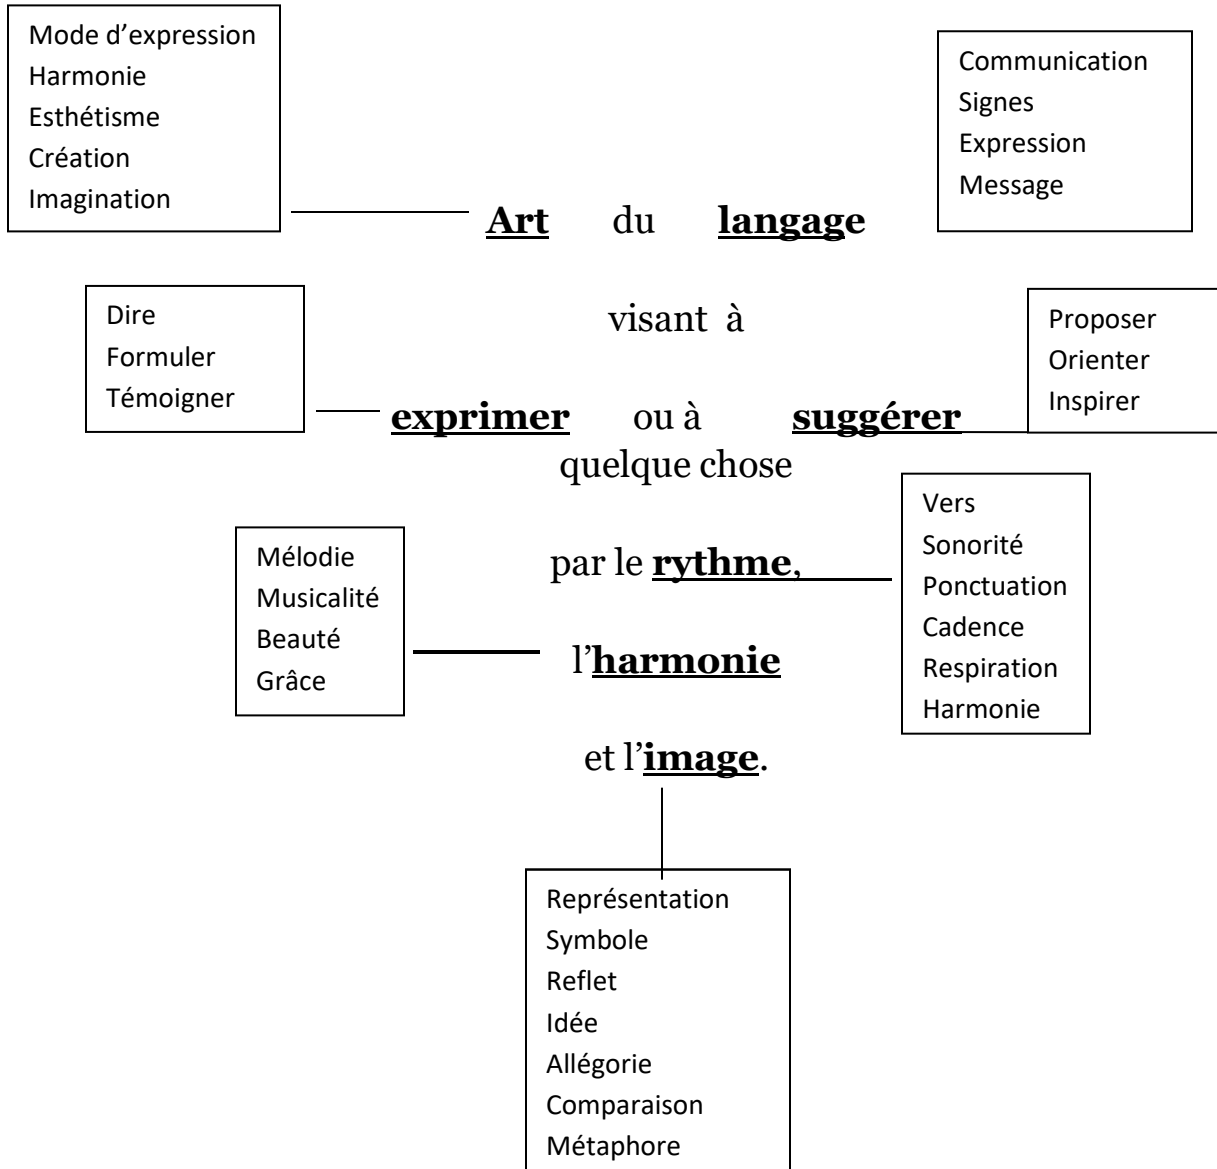 Mode d’expression
Harmonie
Esthétisme
Création
Imagination
Communication
Signes
Expression
Message
Art du langage
visant à
Dire
Formuler
Témoigner
Proposer
Orienter
Inspirer
exprimer ou à suggérer
quelque chose
Mélodie
Musicalité
Beauté
Grâce
par le rythme,
Vers
Sonorité
Ponctuation
Cadence
Respiration
Harmonie
l’harmonie
et l’image.
Représentation
Symbole
Reflet
Idée
Allégorie
Comparaison
Métaphore